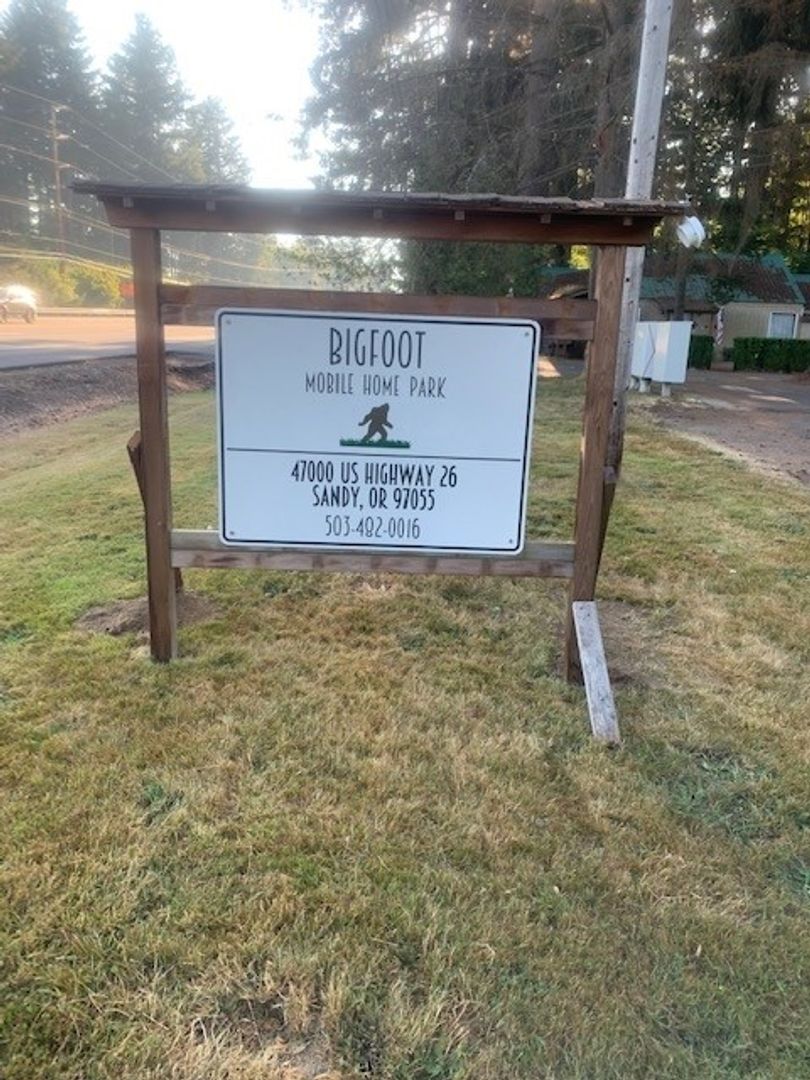 BIGFOOT
MOBILE HOME PARK
47000 US HIGHWAY 26
SANDY, OR 97055
503-482-0016